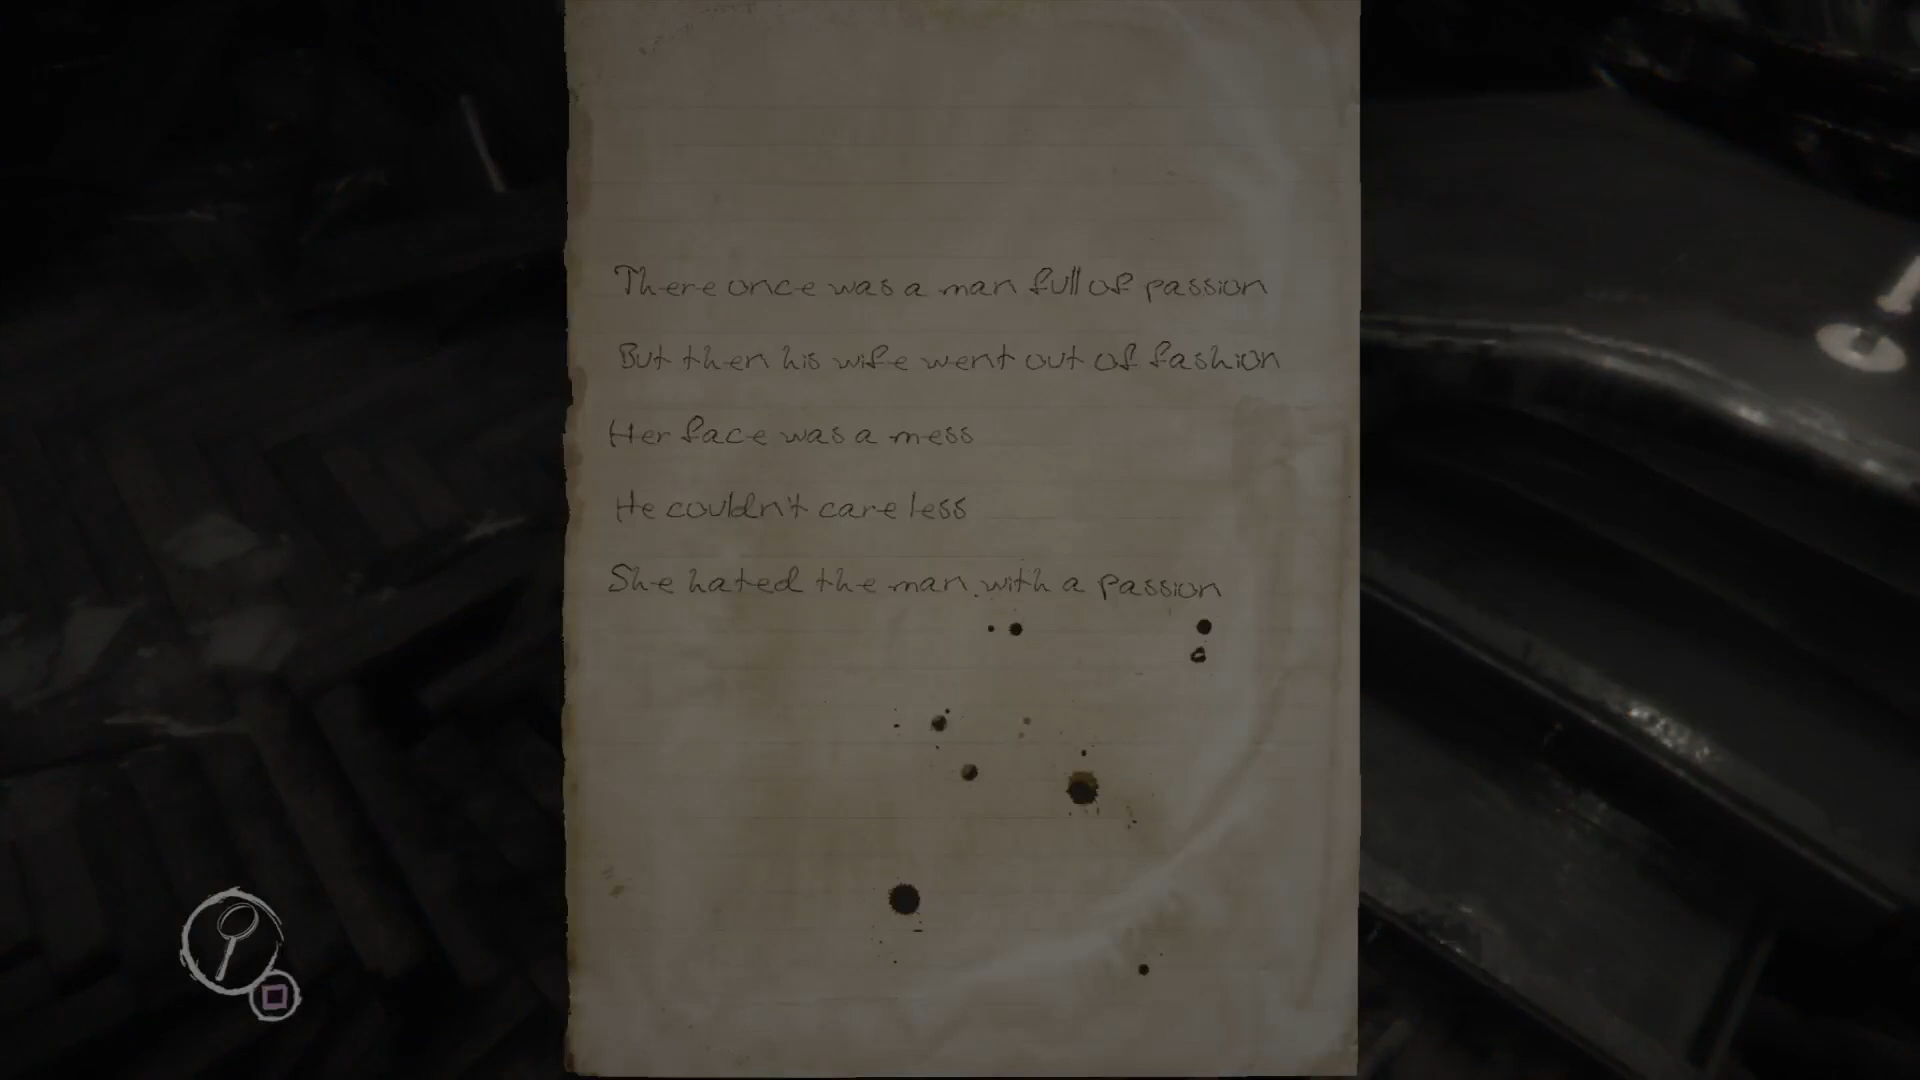 There once was a man full of passion
But then his wife went out of fashion
Her face was a mess
He couldn't care less
She hated the man with a passion